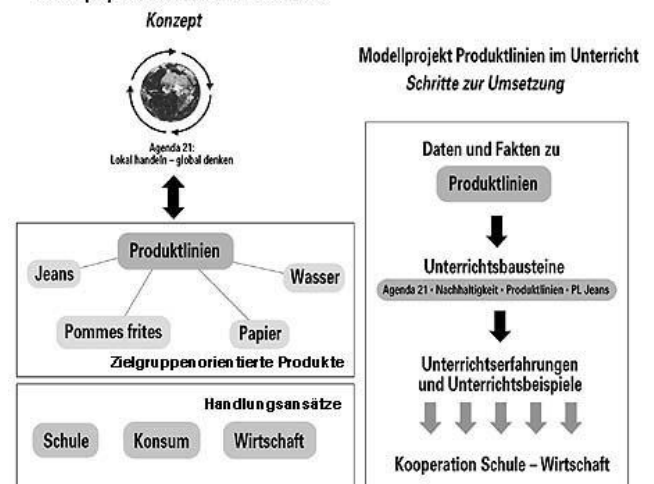 Konzept
Agenda 21:
Lokal handeln – global denken
Produktlinien
Jeans
Wasser
Pommes frites
Papier
Zielgruppenorientierte Produkte
Handlungsansätze
Schule
Konsum
Wirtschaft
Modellprojekt Produktlinien im Unterricht
Schritte zur Umsetzung
Daten und Fakten zu
Produktlinien
Unterrichtsbausteine
Agenda 21 • Nachhaltigkeit • Produktlinien • PL Jeans
Unterrichtserfahrungen
und Unterrichtsbeispiele
Kooperation Schule – Wirtschaft